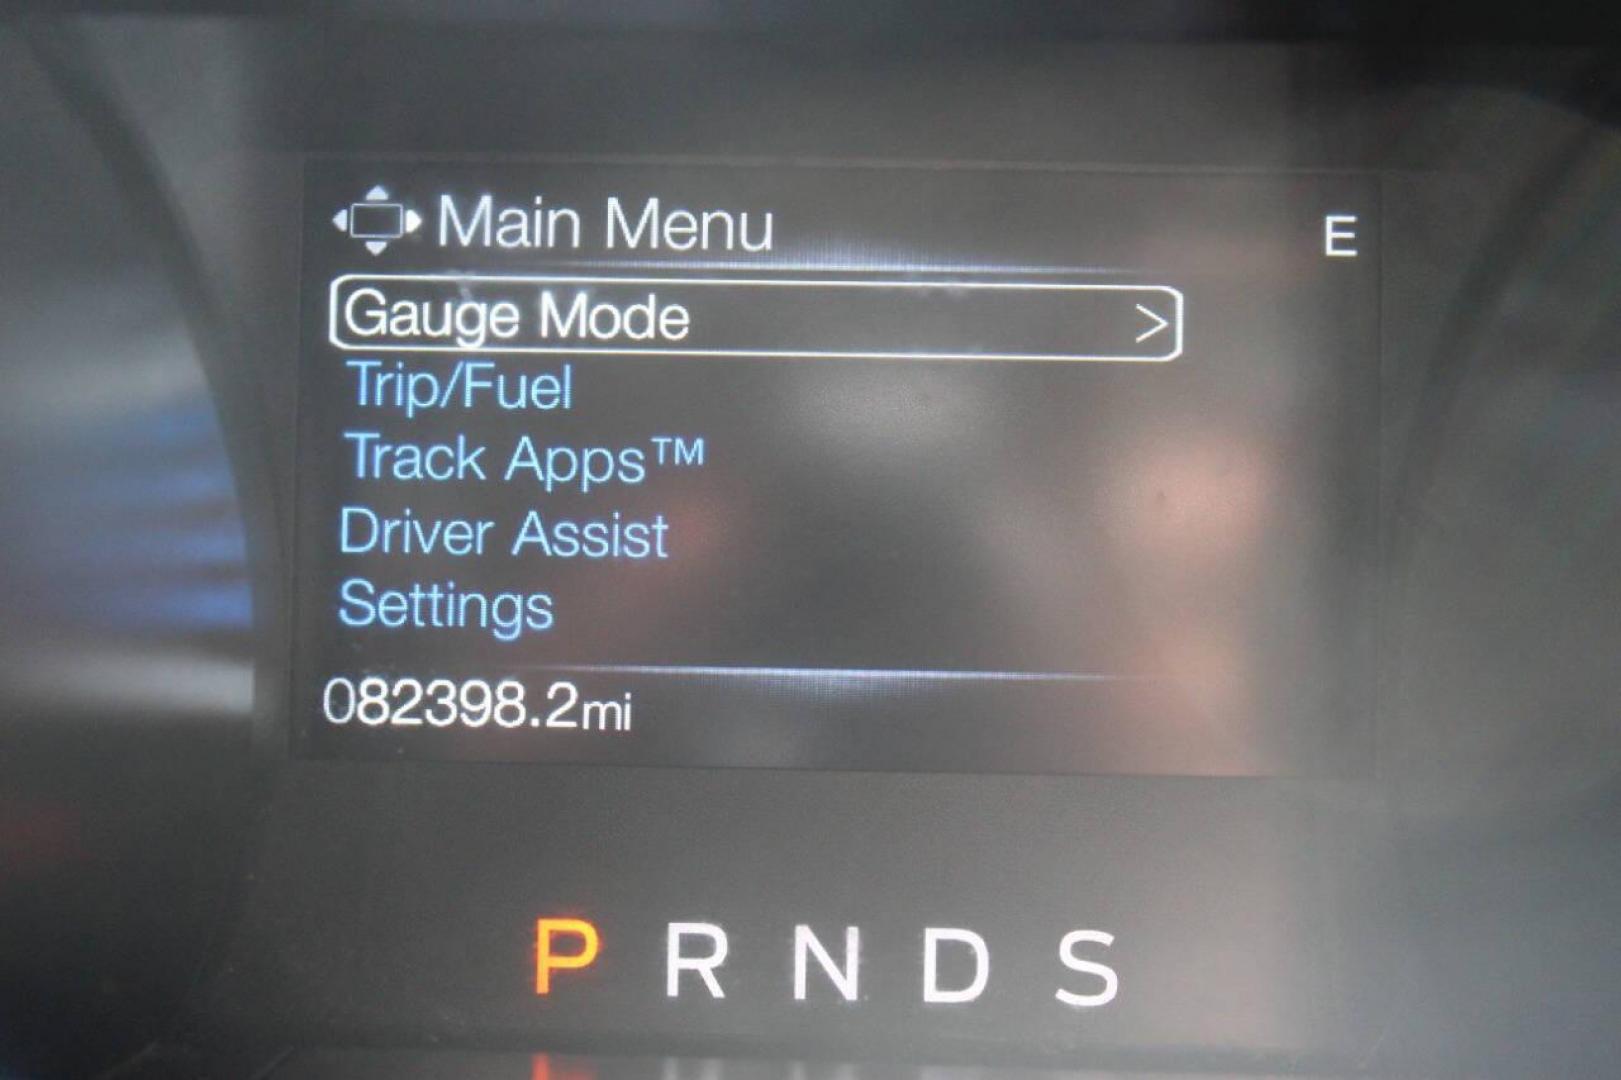 Main Menu E
Gauge Mode >
Trip/Fuel
Track Apps™
Driver Assist
Settings
082398.2mi
P R N D S